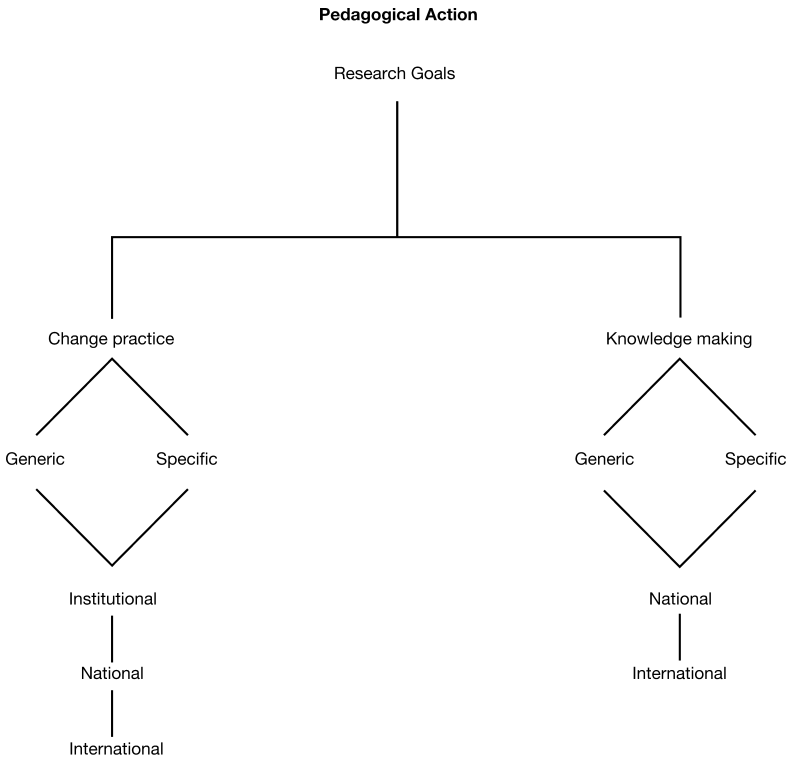 Pedagogical Action
Research Goals
Change practice
Knowledge making
Generic
Specific
Generic
Specific
Institutional
National
National
International
International